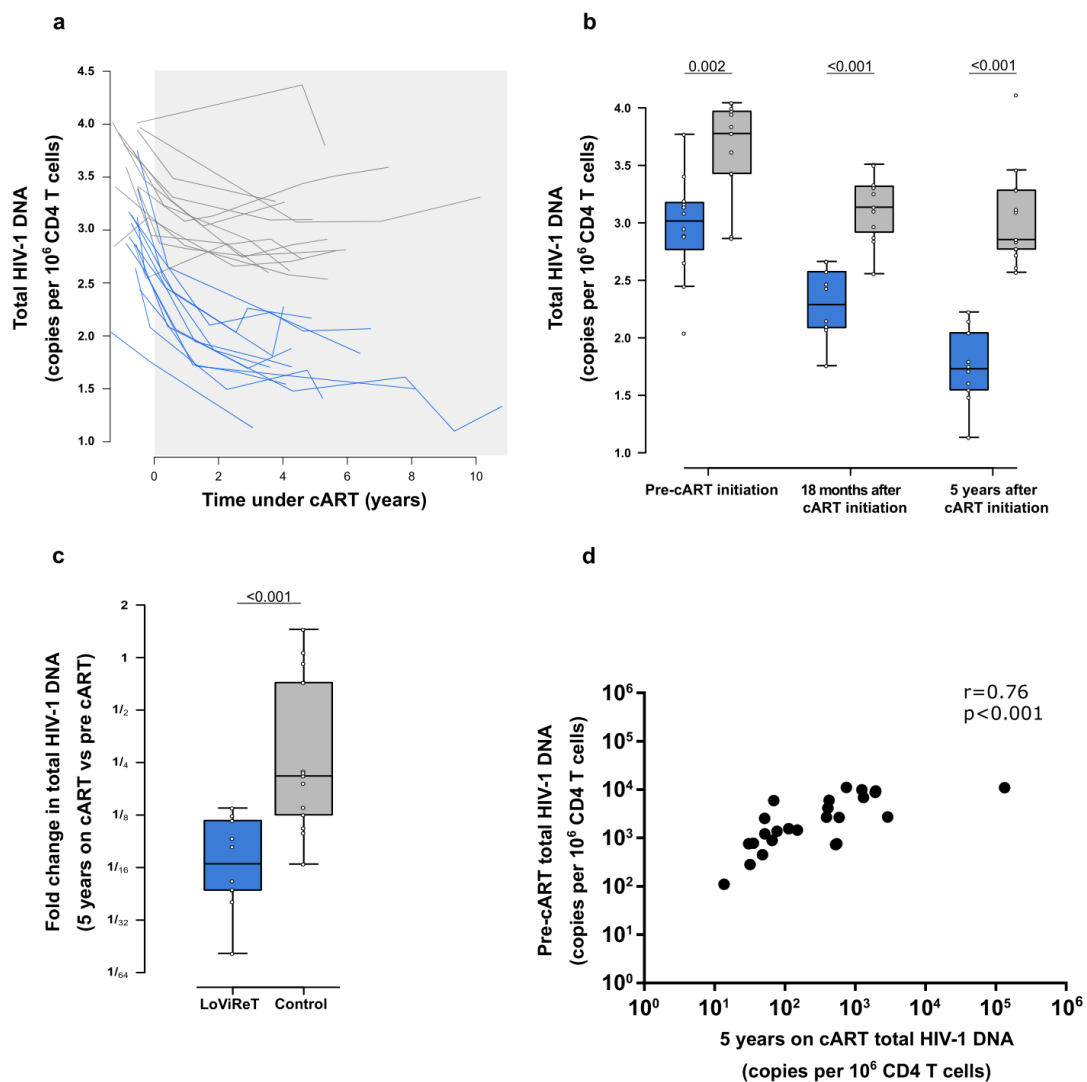 a
Total HIV-1 DNA
(copies per 10⁶ CD4 T cells)
4.5
4.0
3.5
3.0
2.5
2.0
1.5
1.0
0 2 4 6 8 10
Time under cART (years)
b
Total HIV-1 DNA
(copies per 10⁶ CD4 T cells)
0.002 <0.001 <0.001
4.0
3.5
3.0
2.5
2.0
1.5
1.0
Pre-cART initiation
18 months after
cART initiation
5 years after
cART initiation
c
Fold change in total HIV-1 DNA
(5 years on cART vs pre cART)
<0.001
2
1
1/2
1/4
1/8
1/16
1/32
1/64
LoViReT Control
d
Pre-cART total HIV-1 DNA
(copies per 10⁶ CD4 T cells)
r=0.76
p<0.001
10⁶
10⁵
10⁴
10³
10²
10¹
10⁰
10⁰ 10¹ 10² 10³ 10⁴ 10⁵ 10⁶
5 years on cART total HIV-1 DNA
(copies per 10⁶ CD4 T cells)